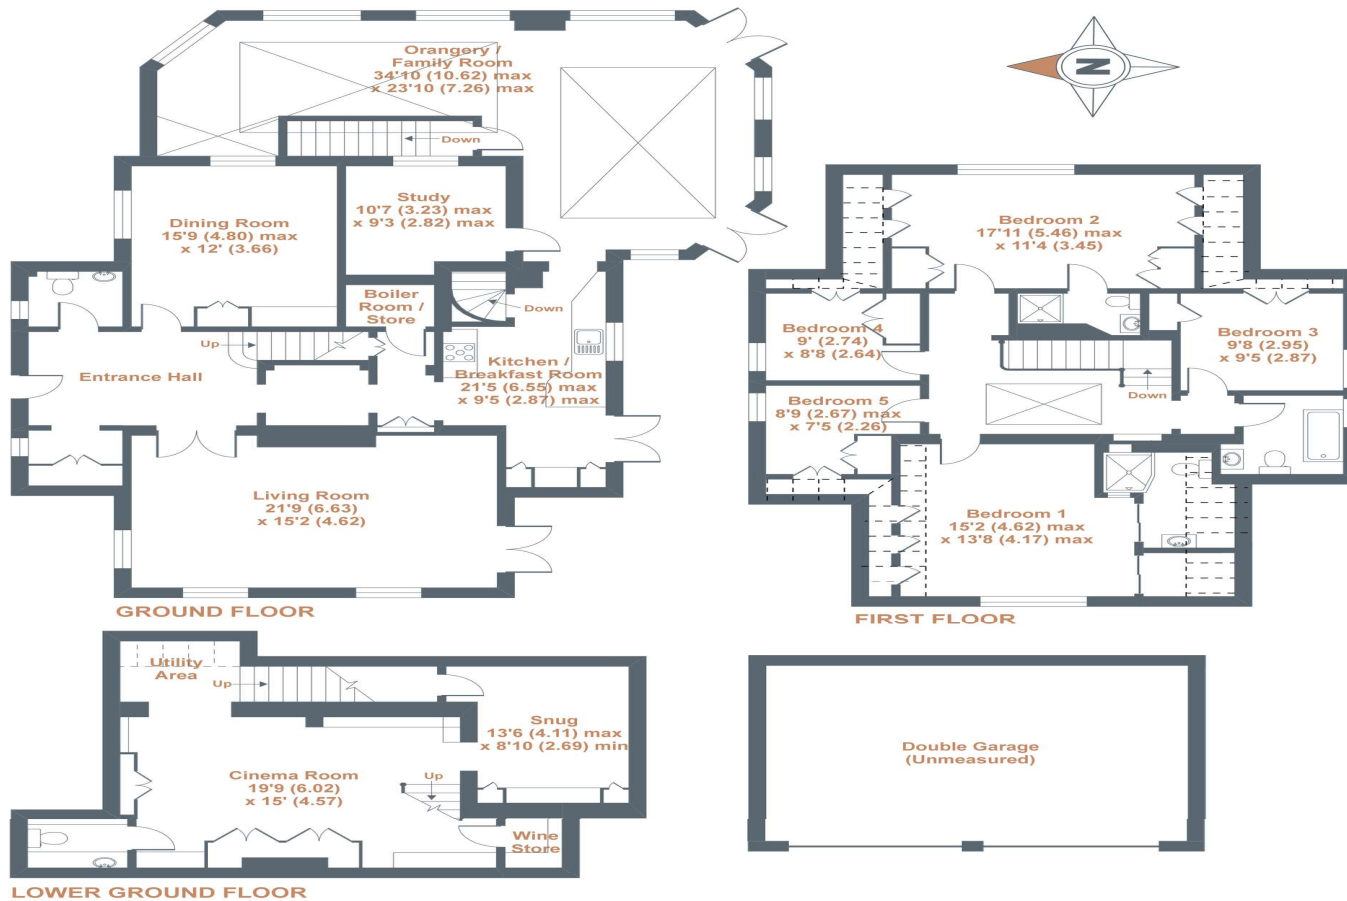 Orangery /
Family Room
34'10 (10.62) max
x 23'10 (7.26) max
Down
Study
10'7 (3.23) max
x 9'3 (2.82) max
Dining Room
15'9 (4.80) max
x 12' (3.66)
Boiler
Room /
Store
Down
Up
Kitchen /
Breakfast Room
21'5 (6.55) max
x 9'5 (2.87) max
Entrance Hall
Living Room
21'9 (6.63)
x 15'2 (4.62)
GROUND FLOOR
N
Bedroom 2
17'11 (5.46) max
x 11'4 (3.45)
Bedroom 4
9' (2.74)
x 8'8 (2.64)
Bedroom 3
9'8 (2.95)
x 9'5 (2.87)
Down
Bedroom 5
8'9 (2.67) max
x 7'5 (2.26)
Bedroom 1
15'2 (4.62) max
x 13'8 (4.17) max
FIRST FLOOR
Utility
Area
Up
Snug
13'6 (4.11) max
x 8'10 (2.69) min
Cinema Room
19'9 (6.02)
x 15' (4.57)
Up
Wine
Store
LOWER GROUND FLOOR
Double Garage
(Unmeasured)